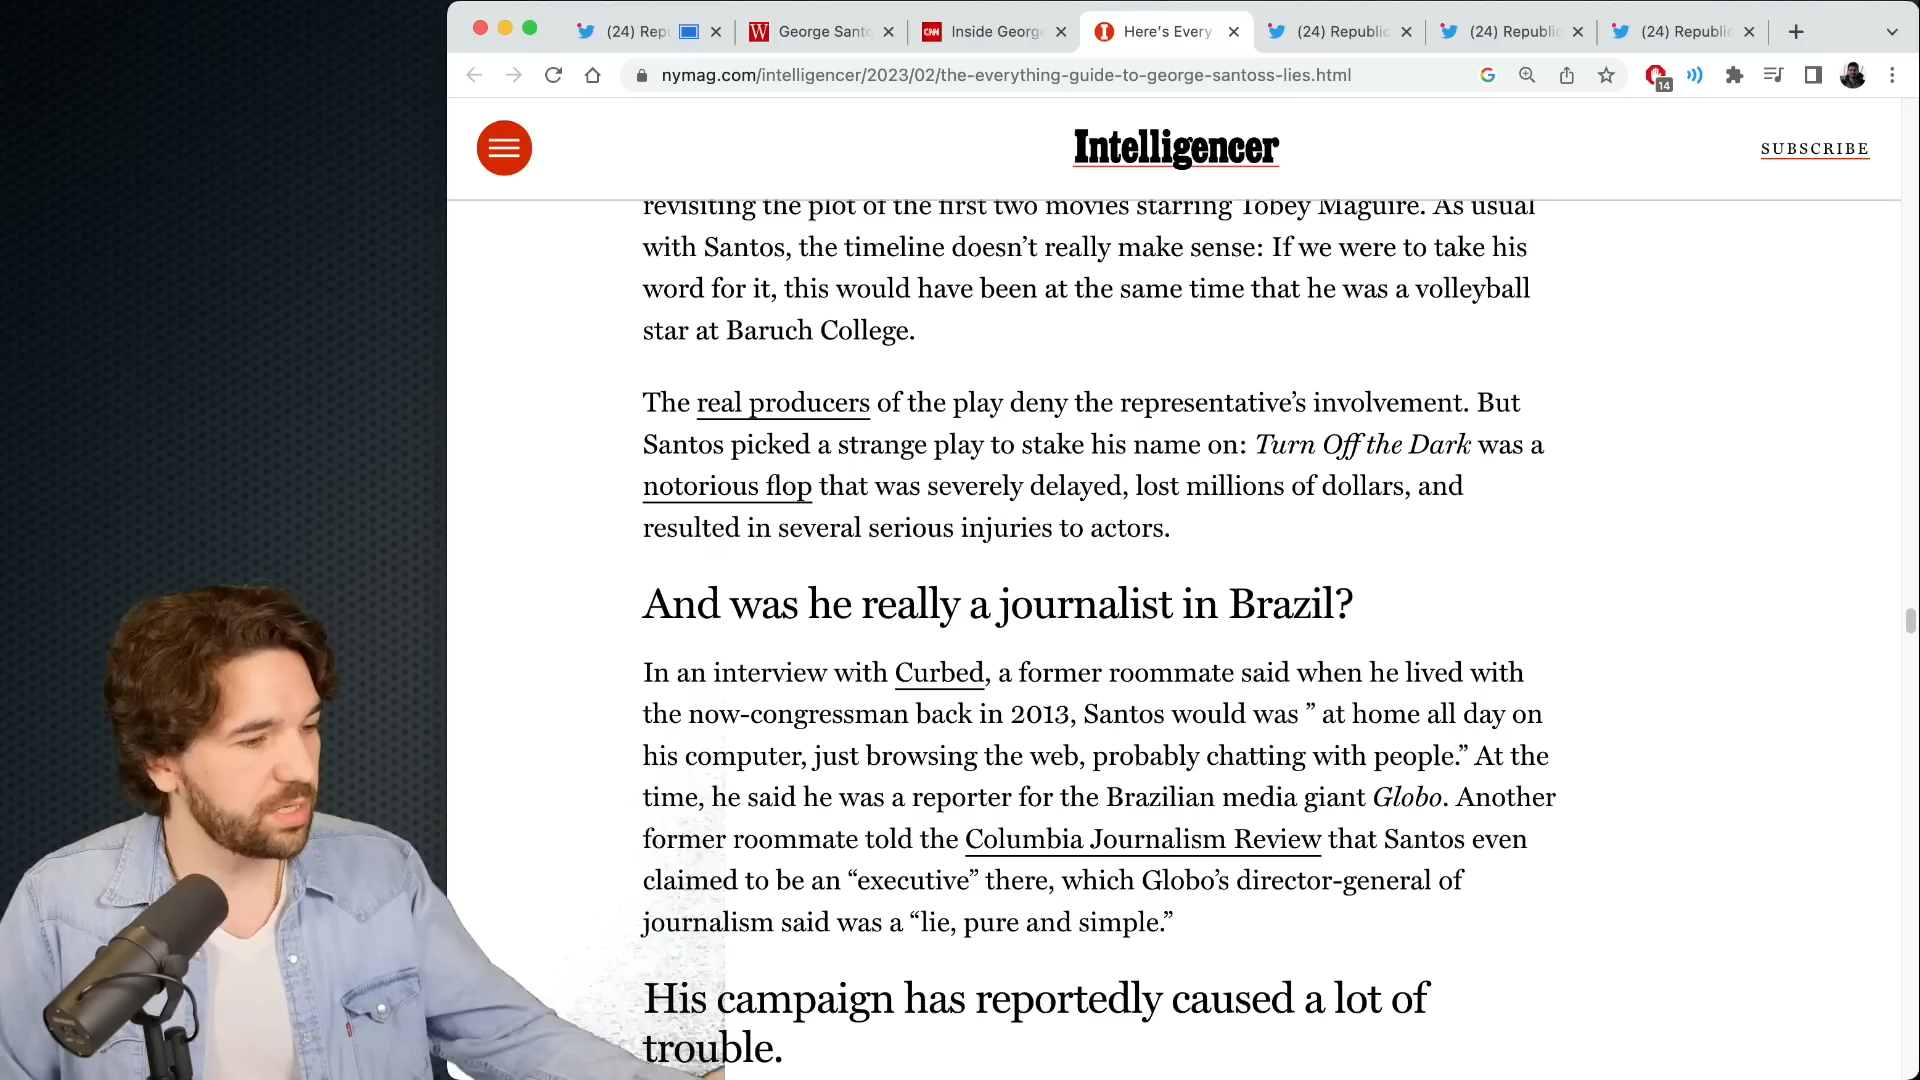 (24) Rep
George Santo
CNN
Inside George
Here's Every
(24) Republic
(24) Republic
(24) Republic
nymag.com/intelligencer/2023/02/the-everything-guide-to-george-santoss-lies.html
14
Intelligencer
SUBSCRIBE
revisiting the plot of the first two movies starring Tobey Maguire. As usual
with Santos, the timeline doesn’t really make sense: If we were to take his
word for it, this would have been at the same time that he was a volleyball
star at Baruch College.
The real producers of the play deny the representative’s involvement. But
Santos picked a strange play to stake his name on: Turn Off the Dark was a
notorious flop that was severely delayed, lost millions of dollars, and
resulted in several serious injuries to actors.
And was he really a journalist in Brazil?
In an interview with Curbed, a former roommate said when he lived with
the now-congressman back in 2013, Santos would was ” at home all day on
his computer, just browsing the web, probably chatting with people.” At the
time, he said he was a reporter for the Brazilian media giant Globo. Another
former roommate told the Columbia Journalism Review that Santos even
claimed to be an “executive” there, which Globo’s director-general of
journalism said was a “lie, pure and simple.”
His campaign has reportedly caused a lot of
trouble.